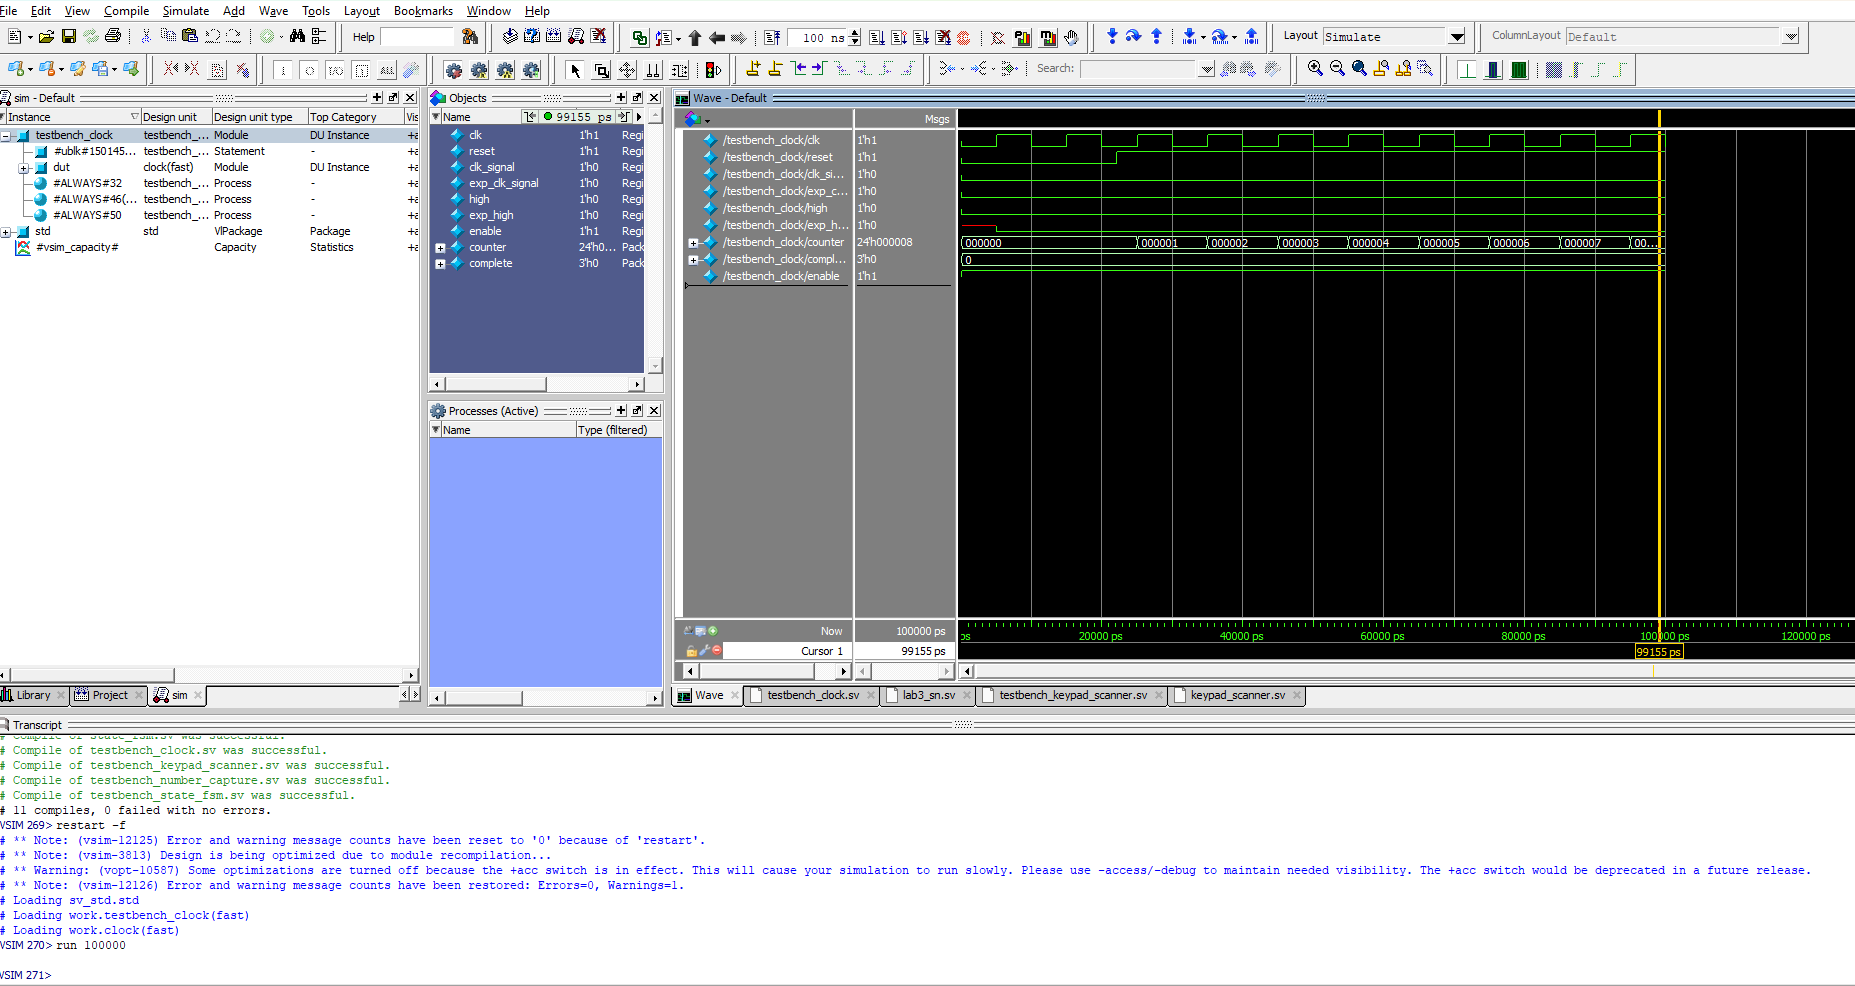 File Edit View Compile Simulate Add Wave Tools Layout Bookmarks Window Help
Help 100 ns Layout Simulate ColumnLayout Default
ALL Search:
sim - Default
Instance Design unit Design unit type Top Category Vis
testbench_clock testbench_... Module DU Instance +a
#ublk#150145... testbench_... Statement - +a
dut clock(fast) Module DU Instance +a
#ALWAYS#32 testbench_... Process - +a
#ALWAYS#46(... testbench_... Process - +a
#ALWAYS#50 testbench_... Process - +a
std std VlPackage Package +a
#vsim_capacity# Capacity Statistics +a
Library Project sim
Objects
Name 99155 ps
clk 1'h1 Regi
reset 1'h1 Regi
clk_signal 1'h0 Regi
exp_clk_signal 1'h0 Regi
high 1'h0 Regi
exp_high 1'h0 Regi
enable 1'h1 Regi
counter 24'h0... Pack
complete 3'h0 Pack
Processes (Active)
Name Type (filtered)
Wave - Default
Msgs
/testbench_clock/clk 1'h1
/testbench_clock/reset 1'h1
/testbench_clock/clk_si... 1'h0
/testbench_clock/exp_c... 1'h0
/testbench_clock/high 1'h0
/testbench_clock/exp_h... 1'h0
/testbench_clock/counter 24'h000008 000000 000001 000002 000003 000004 000005 000006 000007 00...
/testbench_clock/compl... 3'h0 0
/testbench_clock/enable 1'h1
Now 100000 ps ps 20000 ps 40000 ps 60000 ps 80000 ps 100000 ps 120000 ps
Cursor 1 99155 ps 99155 ps
Wave testbench_clock.sv lab3_sn.sv testbench_keypad_scanner.sv keypad_scanner.sv
Transcript
# Compile of state_fsm.sv was successful.
# Compile of testbench_clock.sv was successful.
# Compile of testbench_keypad_scanner.sv was successful.
# Compile of testbench_number_capture.sv was successful.
# Compile of testbench_state_fsm.sv was successful.
# 11 compiles, 0 failed with no errors.
VSIM 269> restart -f
# ** Note: (vsim-12125) Error and warning message counts have been reset to '0' because of 'restart'.
# ** Note: (vsim-3813) Design is being optimized due to module recompilation...
# ** Warning: (vopt-10587) Some optimizations are turned off because the +acc switch is in effect. This will cause your simulation to run slowly. Please use -access/-debug to maintain needed visibility. The +acc switch would be deprecated in a future release.
# ** Note: (vsim-12126) Error and warning message counts have been restored: Errors=0, Warnings=1.
# Loading sv_std.std
# Loading work.testbench_clock(fast)
# Loading work.clock(fast)
VSIM 270> run 100000
VSIM 271>